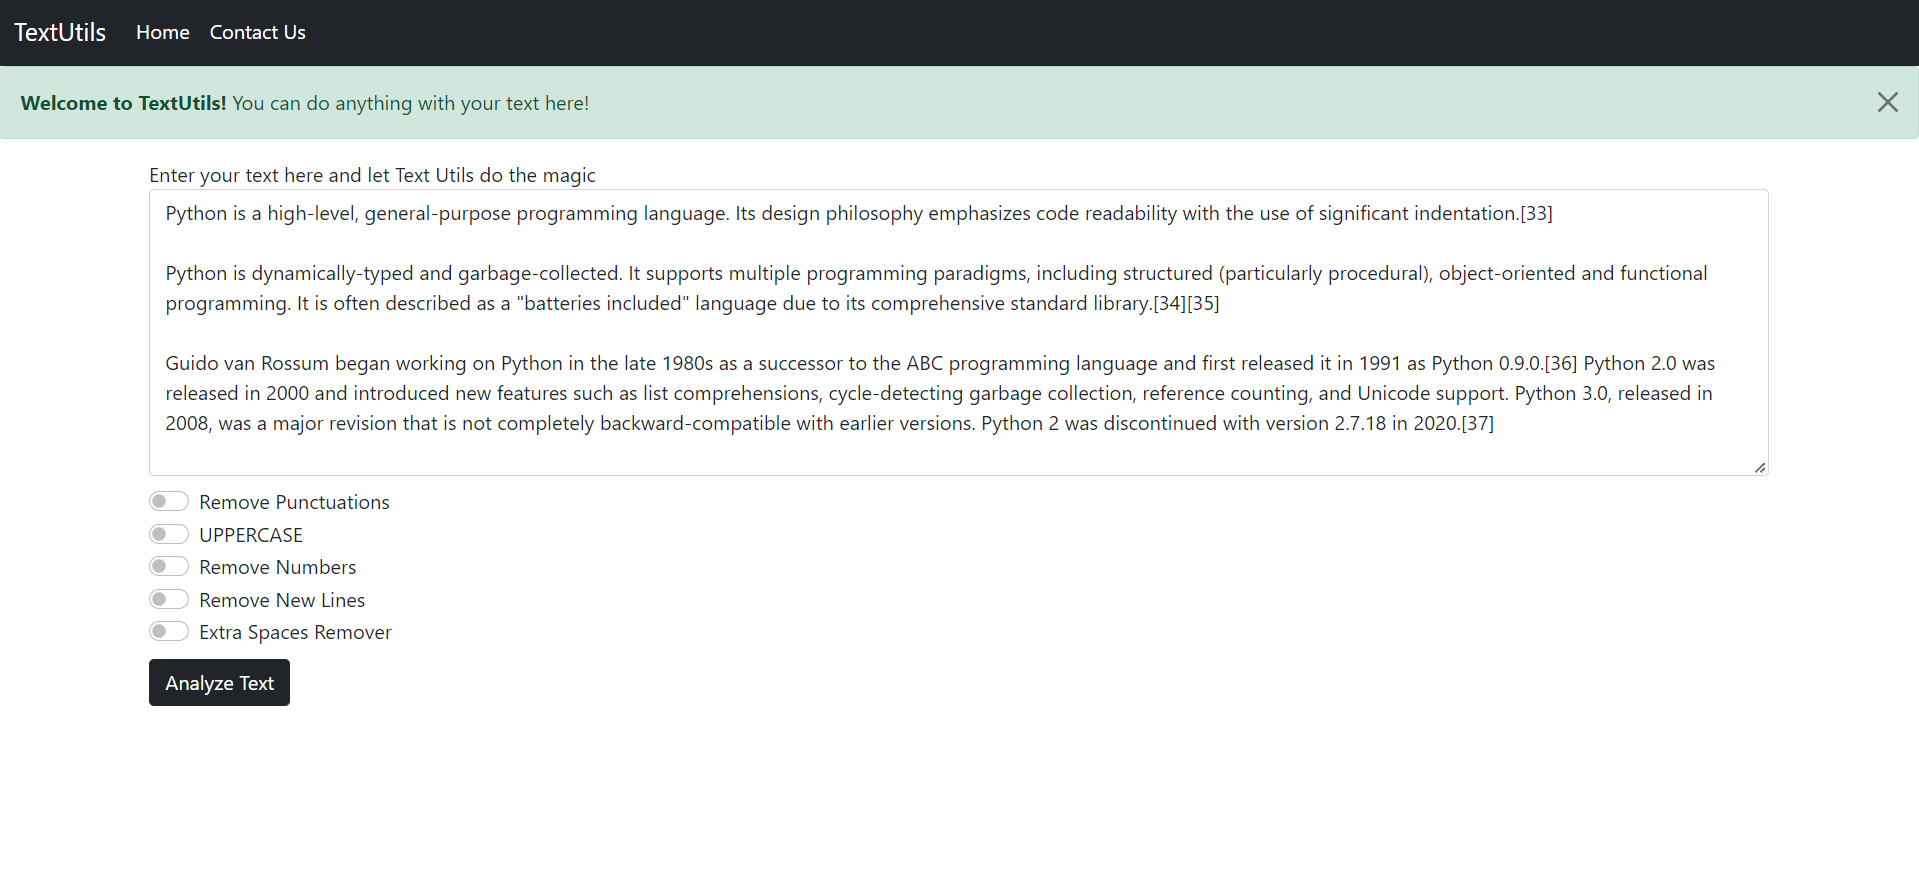 TextUtils Home Contact Us
Welcome to TextUtils! You can do anything with your text here!
Enter your text here and let Text Utils do the magic
Python is a high-level, general-purpose programming language. Its design philosophy emphasizes code readability with the use of significant indentation.[33]
Python is dynamically-typed and garbage-collected. It supports multiple programming paradigms, including structured (particularly procedural), object-oriented and functional
programming. It is often described as a "batteries included" language due to its comprehensive standard library.[34][35]
Guido van Rossum began working on Python in the late 1980s as a successor to the ABC programming language and first released it in 1991 as Python 0.9.0.[36] Python 2.0 was
released in 2000 and introduced new features such as list comprehensions, cycle-detecting garbage collection, reference counting, and Unicode support. Python 3.0, released in
2008, was a major revision that is not completely backward-compatible with earlier versions. Python 2 was discontinued with version 2.7.18 in 2020.[37]
Remove Punctuations
UPPERCASE
Remove Numbers
Remove New Lines
Extra Spaces Remover
Analyze Text